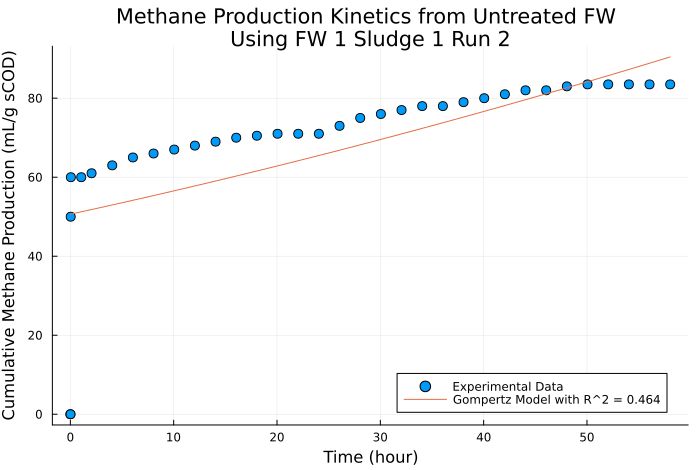 Methane Production Kinetics from Untreated FW
Using FW 1 Sludge 1 Run 2
Cumulative Methane Production (mL/g sCOD)
80
60
40
20
0
0 10 20 30 40 50
Time (hour)
Experimental Data
Gompertz Model with R^2 = 0.464